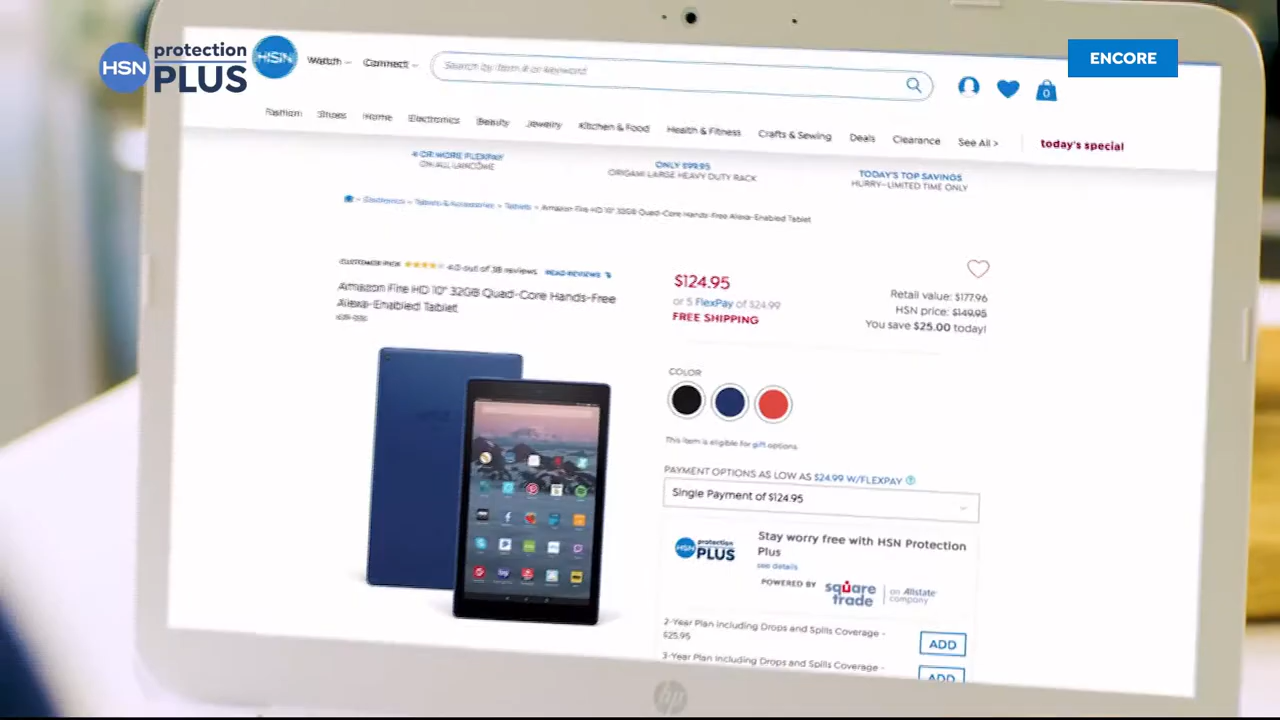 HSN protection PLUS
ENCORE
HSN
Watch
Connect
Search by item # or keyword
0
Fashion Shoes Home Electronics Beauty Jewelry Kitchen & Food Health & Fitness Crafts & Sewing Deals Clearance See All > today's special
4 OR MORE FLEXPAY
ON ALL LANCÔME
ONLY $99.95
ORIGAMI LARGE HEAVY DUTY RACK
TODAY'S TOP SAVINGS
HURRY–LIMITED TIME ONLY
Electronics > Tablets & Accessories > Tablets > Amazon Fire HD 10" 32GB Quad-Core Hands-Free Alexa-Enabled Tablet
CUSTOMER PICK 4.0 out of 38 reviews READ REVIEWS
Amazon Fire HD 10" 32GB Quad-Core Hands-Free
Alexa-Enabled Tablet
$124.95
or 5 FlexPay of $24.99
FREE SHIPPING
Retail value: $177.96
HSN price: $149.95
You save $25.00 today!
COLOR
This item is eligible for gift options.
PAYMENT OPTIONS AS LOW AS $24.99 W/FLEXPAY ?
Single Payment of $124.95
HSN protection PLUS
Stay worry free with HSN Protection
Plus
see details
POWERED BY square trade | an Allstate company
2-Year Plan Including Drops and Spills Coverage -
$25.95
ADD
3-Year Plan Including Drops and Spills Coverage -
ADD
hp